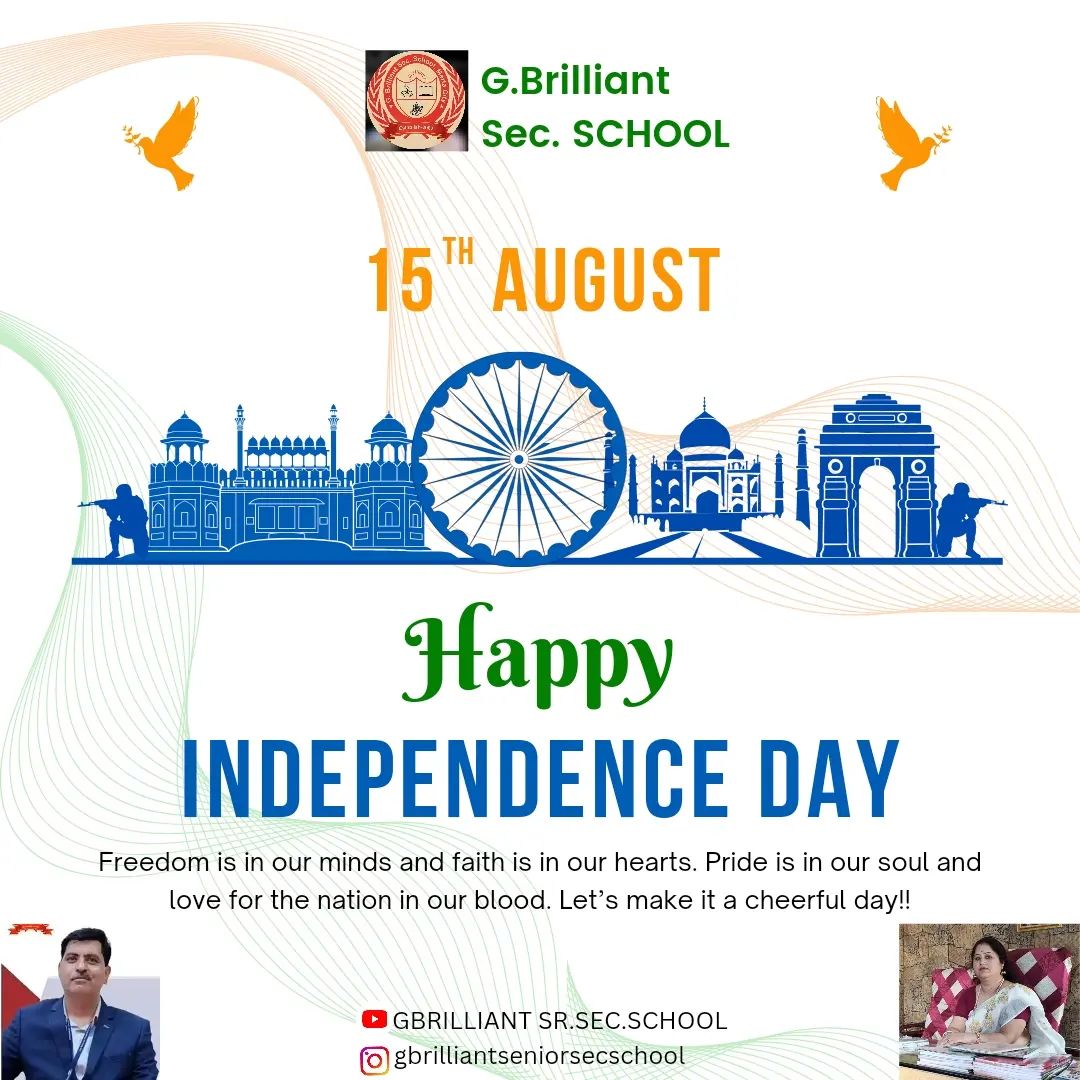 G.Brilliant
Sec. SCHOOL
15TH AUGUST
Happy
INDEPENDENCE DAY
Freedom is in our minds and faith is in our hearts. Pride is in our soul and
love for the nation in our blood. Let’s make it a cheerful day!!
GBRILLIANT SR.SEC.SCHOOL
gbrilliantseniorsecschool